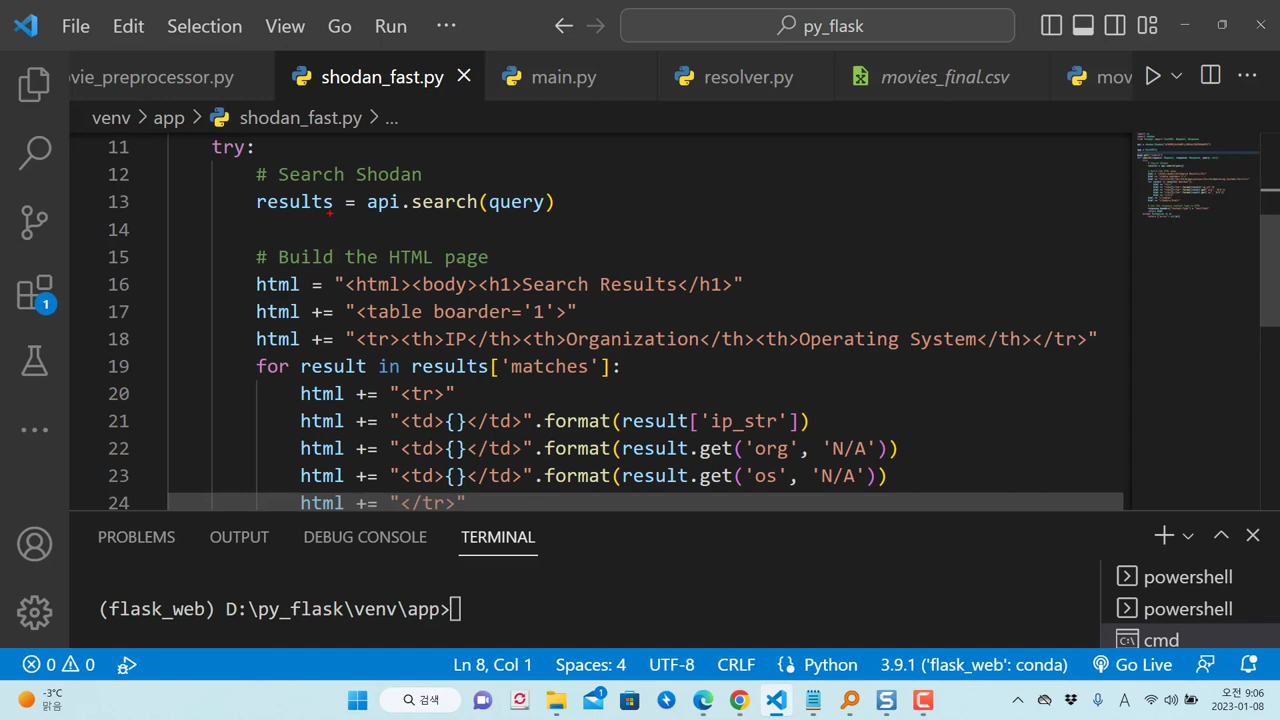 File Edit Selection View Go Run ··· py_flask
vie_preprocessor.py shodan_fast.py main.py resolver.py movies_final.csv mov
venv > app > shodan_fast.py > ...
11 try:
12 # Search Shodan
13 results = api.search(query)
14
15 # Build the HTML page
16 html = "<html><body><h1>Search Results</h1>"
17 html += "<table boarder='1'>"
18 html += "<tr><th>IP</th><th>Organization</th><th>Operating System</th></tr>"
19 for result in results['matches']:
20 html += "<tr>"
21 html += "<td>{}</td>".format(result['ip_str'])
22 html += "<td>{}</td>".format(result.get('org', 'N/A'))
23 html += "<td>{}</td>".format(result.get('os', 'N/A'))
24 html += "</tr>"
PROBLEMS OUTPUT DEBUG CONSOLE TERMINAL
powershell
(flask_web) D:\py_flask\venv\app>
powershell
cmd
1
0 0 Ln 8, Col 1 Spaces: 4 UTF-8 CRLF Python 3.9.1 ('flask_web': conda) Go Live
-3°C
맑음
검색
1
A
오전 9:06
2023-01-08